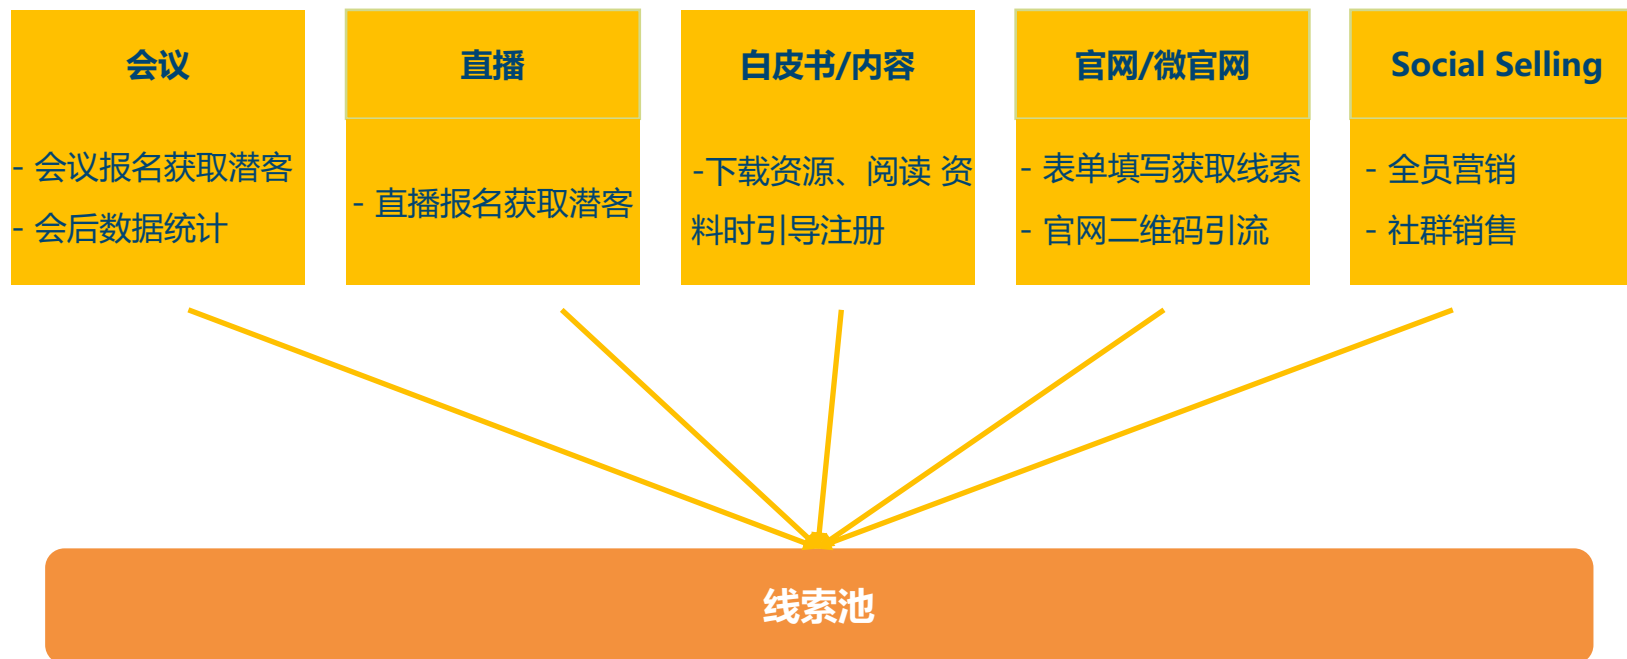 会议
- 会议报名获取潜客
- 会后数据统计
直播
- 直播报名获取潜客
白皮书/内容
-下载资源、阅读 资
料时引导注册
官网/微官网
- 表单填写获取线索
- 官网二维码引流
Social Selling
- 全员营销
- 社群销售
线索池